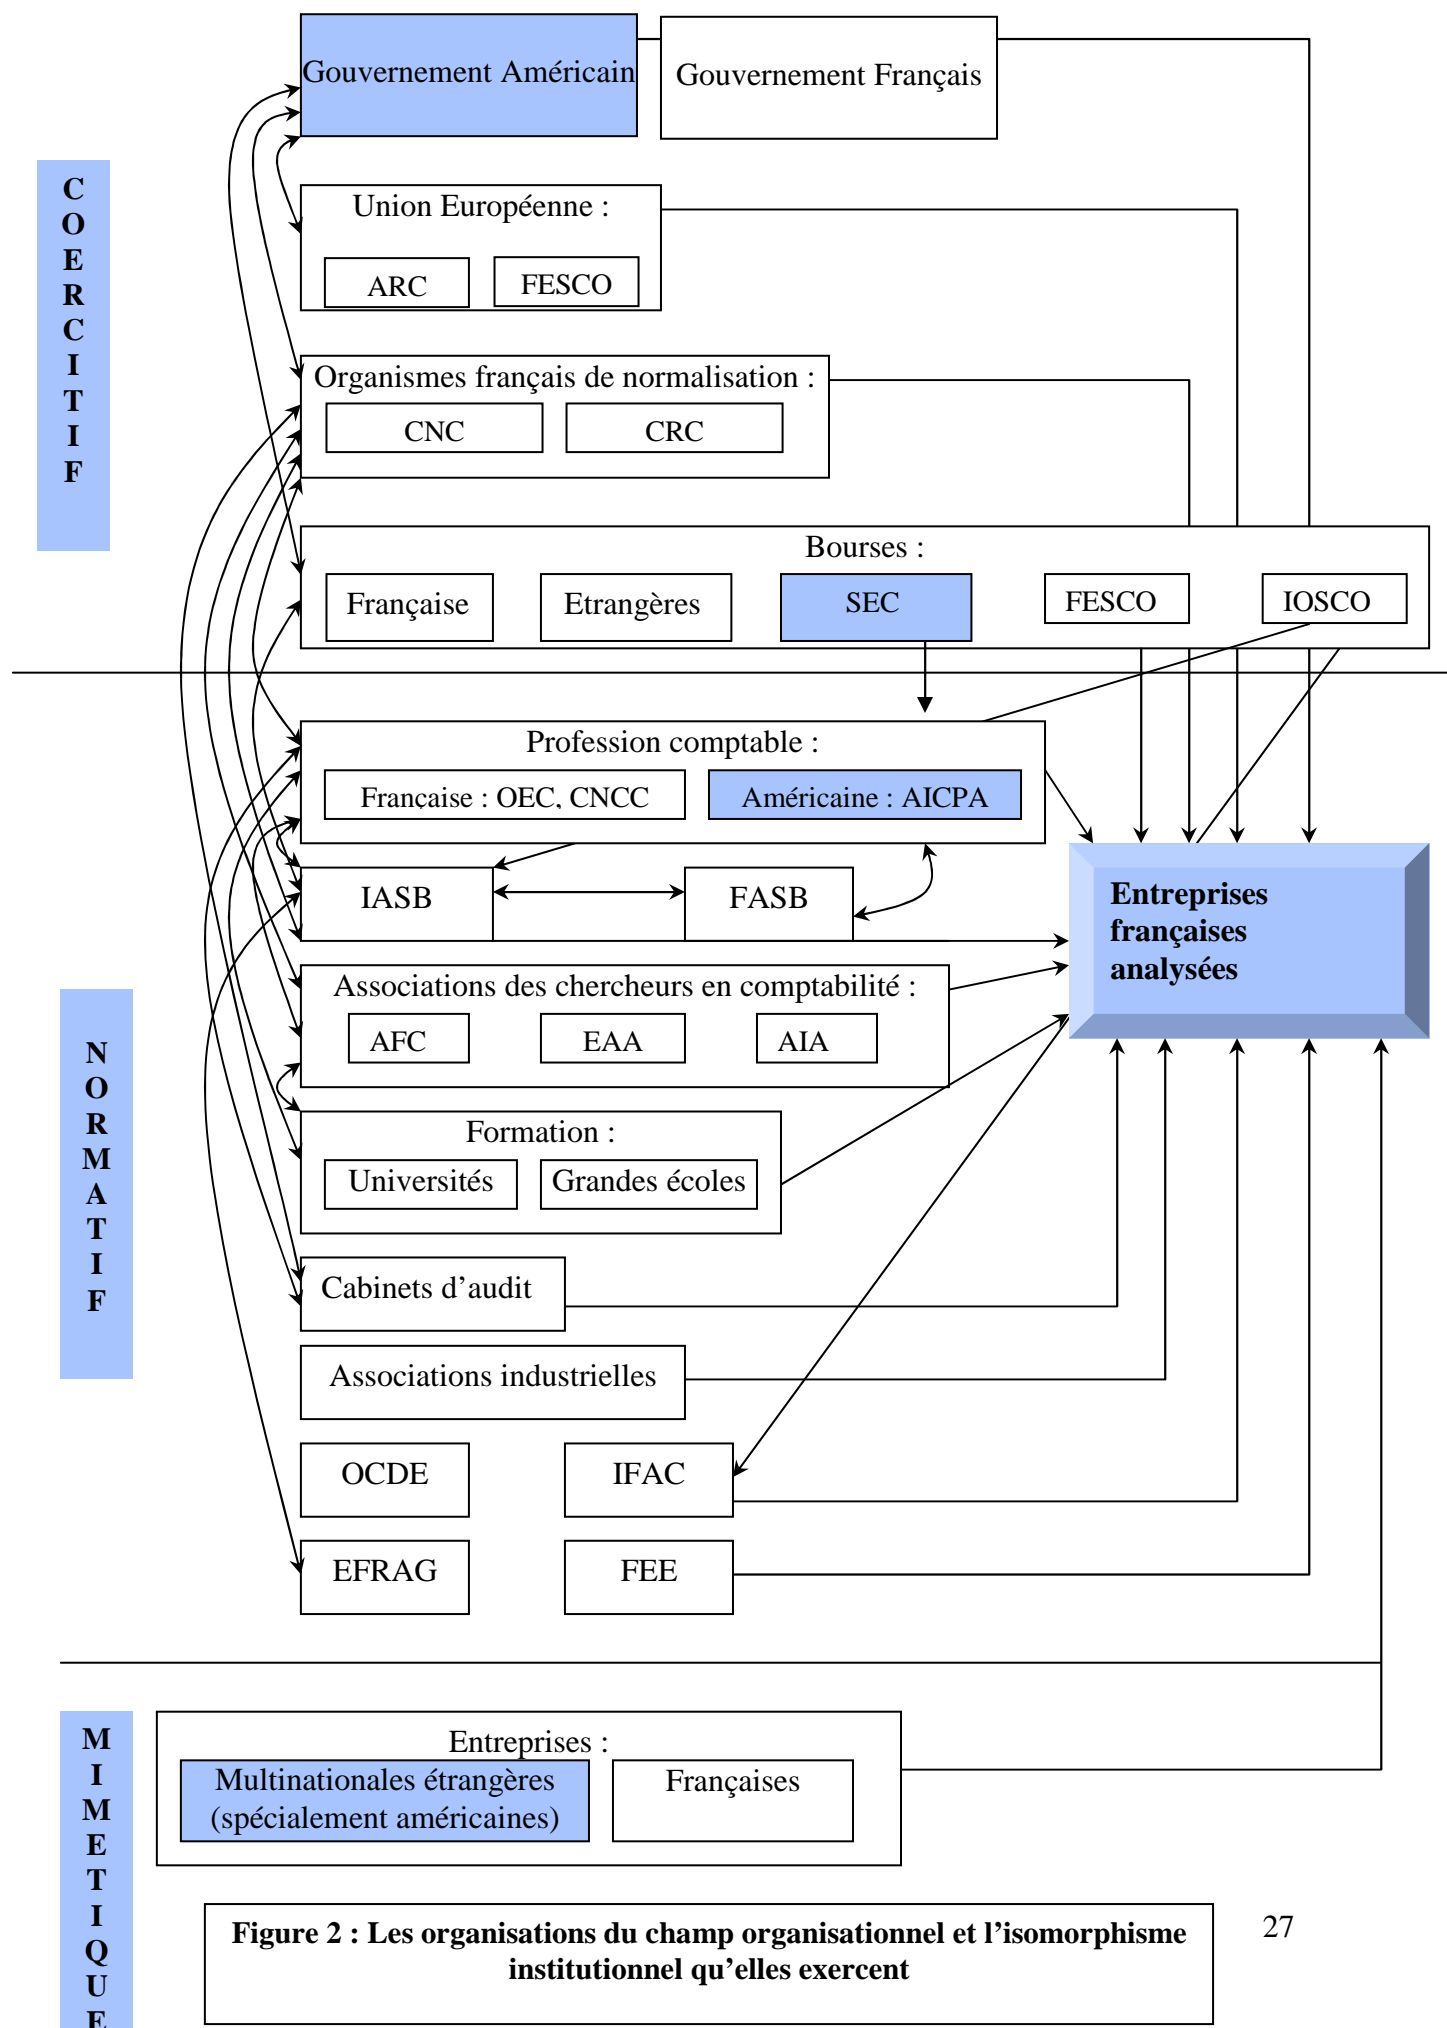 Gouvernement Américain
Gouvernement Français
COERCITIF
Union Européenne :
ARC
FESCO
Organismes français de normalisation :
CNC
CRC
Bourses :
Française
Etrangères
SEC
FESCO
IOSCO
Profession comptable :
Française : OEC, CNCC
Américaine : AICPA
IASB
FASB
Entreprises
françaises
analysées
NORMATIF
Associations des chercheurs en comptabilité :
AFC
EAA
AIA
Formation :
Universités
Grandes écoles
Cabinets d’audit
Associations industrielles
OCDE
IFAC
EFRAG
FEE
MIMETIQUE
Entreprises :
Multinationales étrangères
(spécialement américaines)
Françaises
Figure 2 : Les organisations du champ organisationnel et l’isomorphisme
institutionnel qu’elles exercent
27